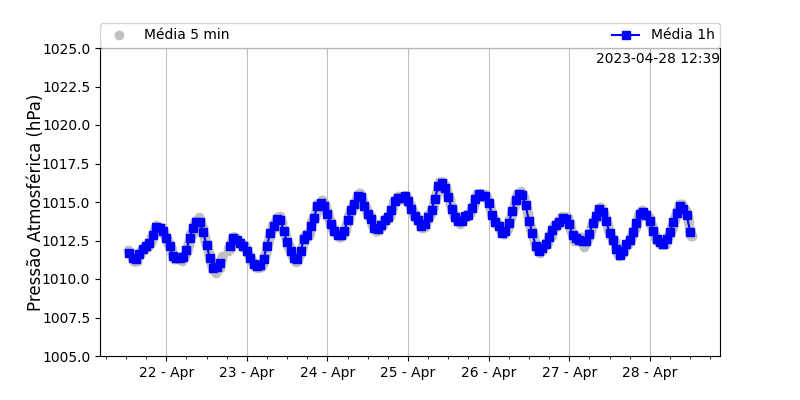 Média 5 min
Média 1h
2023-04-28 12:39
Pressão Atmosférica (hPa)
1025.0
1022.5
1020.0
1017.5
1015.0
1012.5
1010.0
1007.5
1005.0
22 - Apr
23 - Apr
24 - Apr
25 - Apr
26 - Apr
27 - Apr
28 - Apr